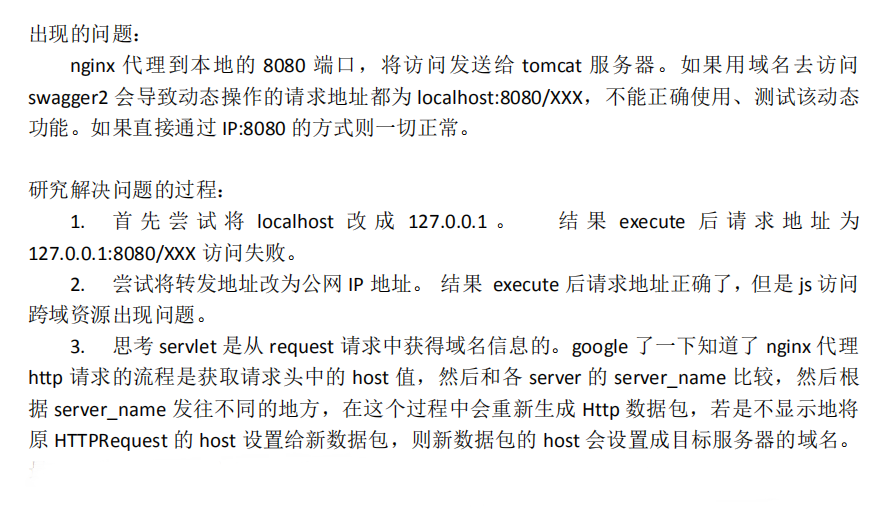 出现的问题：
nginx 代理到本地的 8080 端口，将访问发送给 tomcat 服务器。如果用域名去访问
swagger2 会导致动态操作的请求地址都为 localhost:8080/XXX，不能正确使用、测试该动态
功能。如果直接通过 IP:8080 的方式则一切正常。
研究解决问题的过程：
1. 首先尝试将 localhost 改成 127.0.0.1 。 结果 execute 后请求地址为
127.0.0.1:8080/XXX 访问失败。
2. 尝试将转发地址改为公网 IP 地址。 结果 execute 后请求地址正确了，但是 js 访问
跨域资源出现问题。
3. 思考 servlet 是从 request 请求中获得域名信息的。google 了一下知道了 nginx 代理
http 请求的流程是获取请求头中的 host 值，然后和各 server 的 server_name 比较，然后根
据 server_name 发往不同的地方，在这个过程中会重新生成 Http 数据包，若是不显示地将
原 HTTPRequest 的 host 设置给新数据包，则新数据包的 host 会设置成目标服务器的域名。